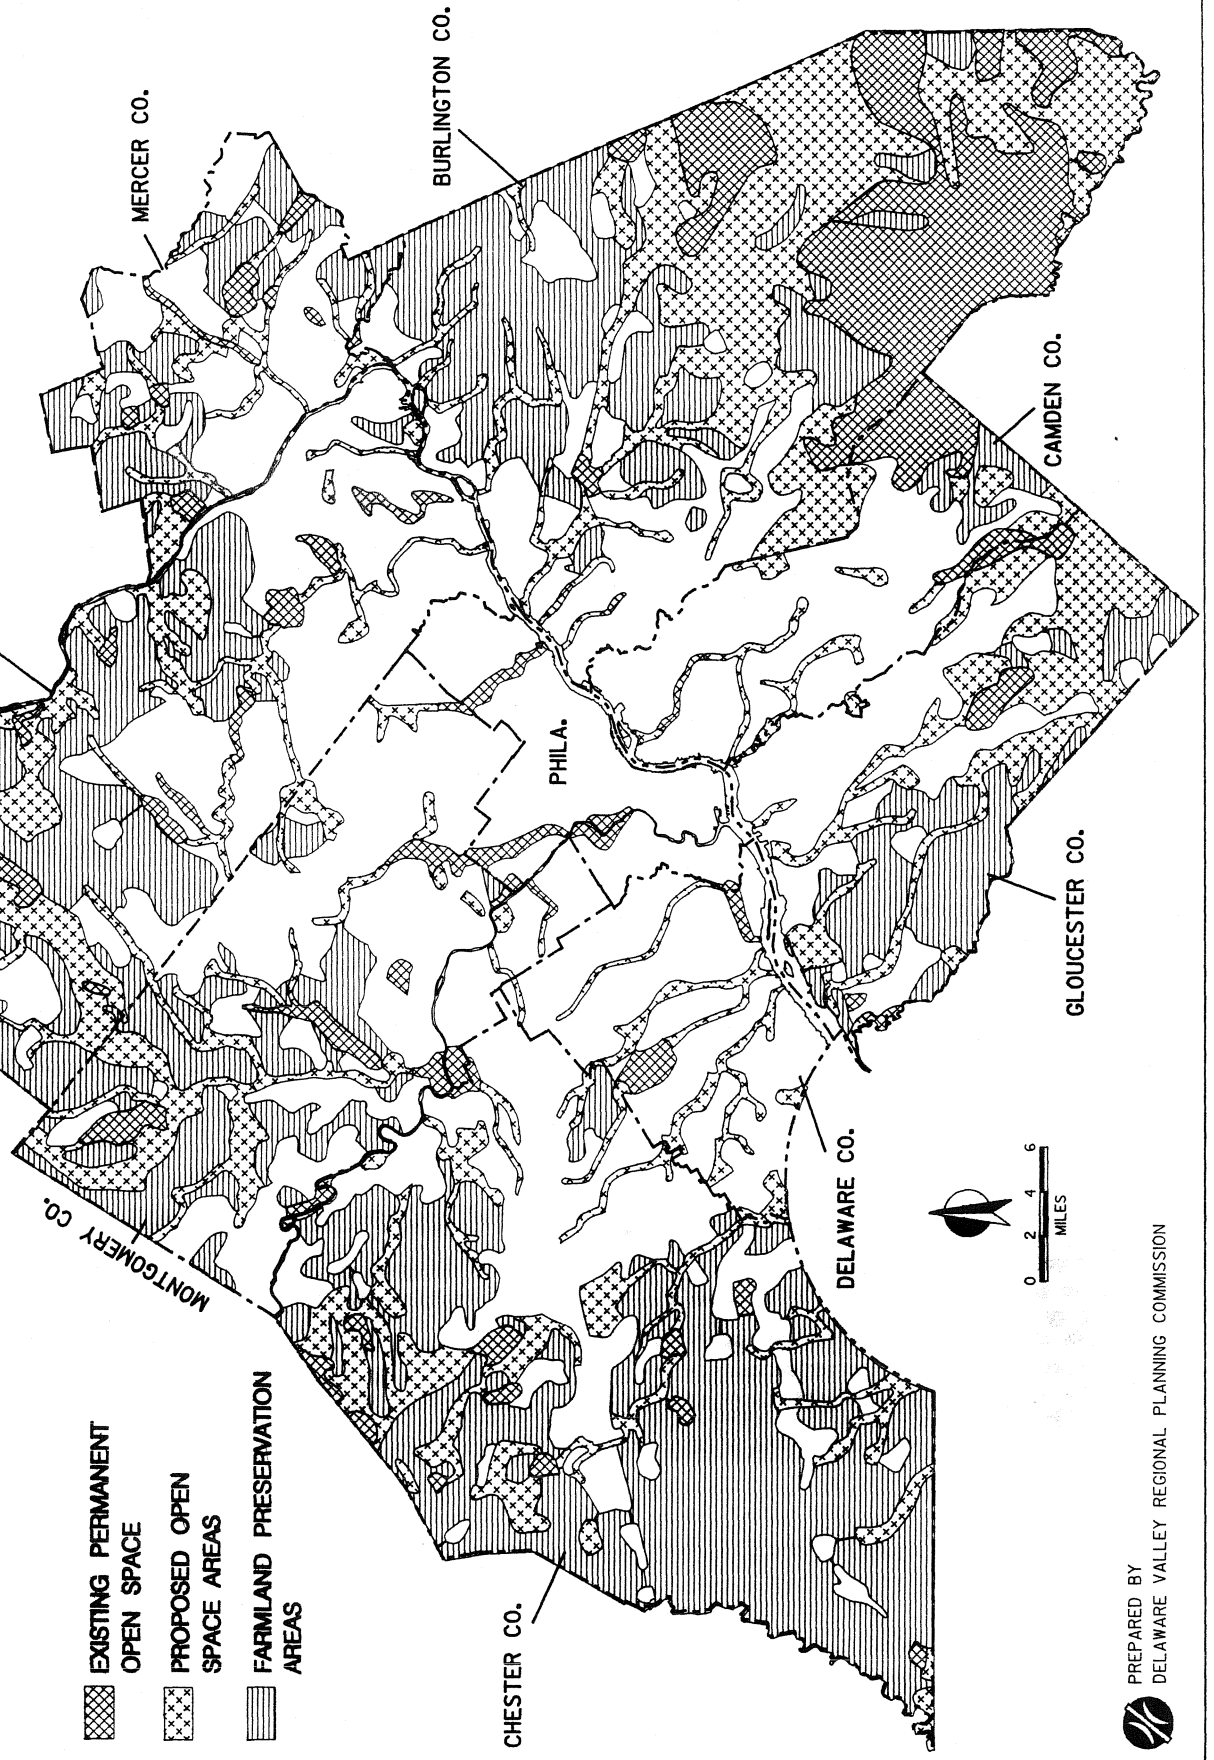 EXISTING PERMANENT
OPEN SPACE
PROPOSED OPEN
SPACE AREAS
FARMLAND PRESERVATION
AREAS
MONTGOMERY CO.
MERCER CO.
BURLINGTON CO.
PHILA.
CHESTER CO.
DELAWARE CO.
GLOUCESTER CO.
CAMDEN CO.
0 2 4 6
MILES
PREPARED BY
DELAWARE VALLEY REGIONAL PLANNING COMMISSION